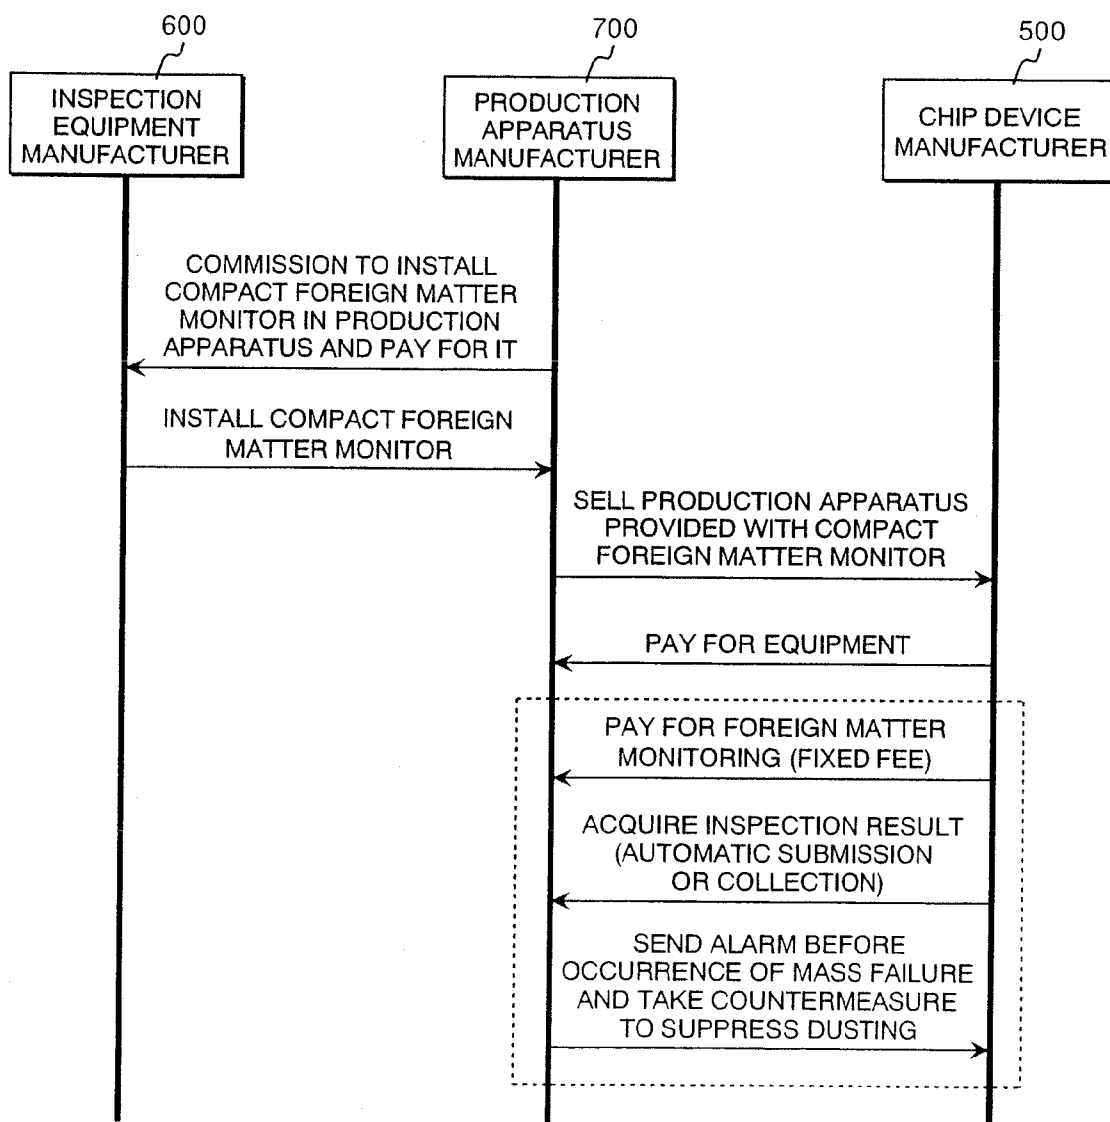 600
700
500
INSPECTION
EQUIPMENT
MANUFACTURER
PRODUCTION
APPARATUS
MANUFACTURER
CHIP DEVICE
MANUFACTURER
COMMISSION TO INSTALL
COMPACT FOREIGN MATTER
MONITOR IN PRODUCTION
APPARATUS AND PAY FOR IT
INSTALL COMPACT FOREIGN
MATTER MONITOR
SELL PRODUCTION APPARATUS
PROVIDED WITH COMPACT
FOREIGN MATTER MONITOR
PAY FOR EQUIPMENT
PAY FOR FOREIGN MATTER
MONITORING (FIXED FEE)
ACQUIRE INSPECTION RESULT
(AUTOMATIC SUBMISSION
OR COLLECTION)
SEND ALARM BEFORE
OCCURRENCE OF MASS FAILURE
AND TAKE COUNTERMEASURE
TO SUPPRESS DUSTING